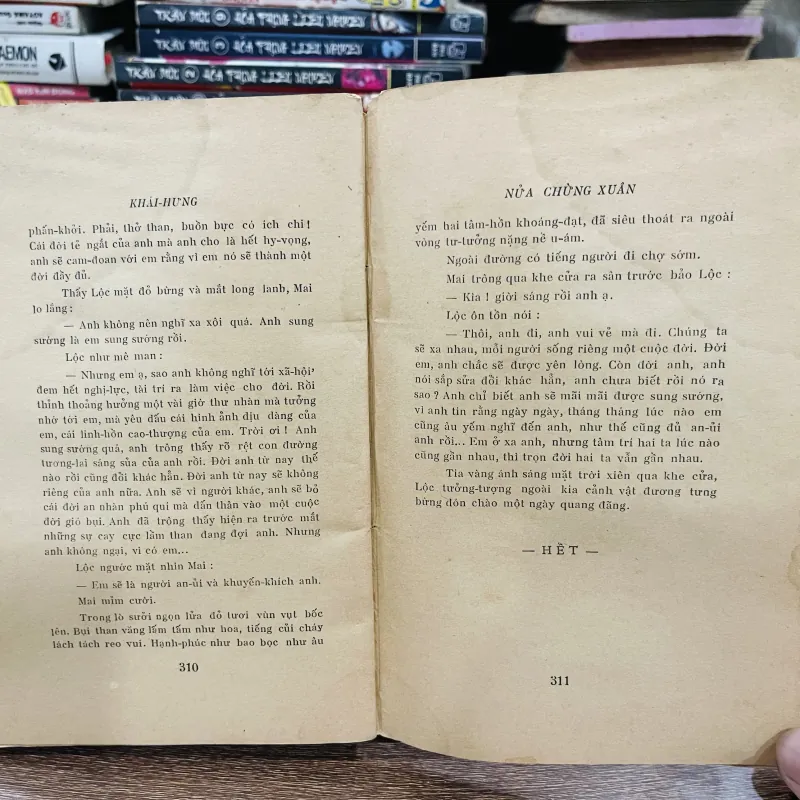 AEMON
KHÁI-HƯNG
phấn-khởi. Phải, thở than, buồn bực có ích chi!
Cái đời tẻ ngắt của anh mà anh cho là hết hy-vọng,
anh sẽ cam-đoan với em rằng vì em nó sẽ thành một
đời đầy đủ.
Thấy Lộc mặt đỏ bừng và mắt long lanh, Mai
lo lắng:
— Anh không nên nghĩ xa xôi quá. Anh sung
sướng là em sung sướng rồi.
Lộc như mê man:
— Nhưng em ạ, sao anh không nghĩ tới xã-hội,
đem hết nghị-lực, tài trí ra làm việc cho đời. Rồi
thỉnh thoảng hưởng một vài giờ thư nhàn mà tưởng
nhớ tới em, mà yêu dấu cái hình ảnh dịu dàng của
em, cái linh-hồn cao-thượng của em. Trời ơi! Anh
sung sướng quá, anh trông thấy rõ rệt con đường
tương-lai sáng sủa của anh rồi. Đời anh từ nay thế
nào rồi cũng đổi khác hẳn. Đời anh từ nay sẽ không
riêng của anh nữa. Anh sẽ vì người khác, anh sẽ bỏ
cái đời an nhàn phú quí mà dấn thân vào một cuộc
đời gió bụi. Anh đã trộng thấy hiện ra trước mắt
những sự cay cực lầm than đang đợi anh. Nhưng
anh không ngại, vì có em...
Lộc ngước mặt nhìn Mai:
— Em sẽ là người an-ủi và khuyến-khích anh.
Mai mỉm cười.
Trong lò sưởi ngọn lửa đỏ tươi vùn vụt bốc
lên. Bụi than văng lấm tấm như hoa, tiếng củi cháy
lách tách reo vui. Hạnh-phúc như bao bọc như âu
310
NỬA CHỪNG XUÂN
yếm hai tâm-hồn khoáng-đạt, đã siêu thoát ra ngoài
vòng tư-tưởng nặng nề u-ám.
Ngoài đường có tiếng người đi chợ sớm.
Mai trông qua khe cửa ra sân trước bảo Lộc:
— Kìa! giời sáng rồi anh ạ.
Lộc ôn tồn nói:
— Thôi, anh đi, anh vui vẻ mà đi. Chúng ta
sẽ xa nhau, mỗi người sống riêng một cuộc đời. Đời
em, anh chắc sẽ được yên lòng. Còn đời anh, anh
nói sắp sửa đổi khác hẳn, anh chưa biết rồi nó ra
sao? Anh chỉ biết anh sẽ mãi mãi được sung sướng,
vì anh tin rằng ngày ngày, tháng tháng lúc nào em
cũng âu yếm nghĩ đến anh, như thế cũng đủ an-ủi
anh rồi... Em ở xa anh, nhưng tâm trí hai ta lúc nào
cũng gần nhau, thì trọn đời hai ta vẫn gần nhau.
Tia vàng ánh sáng mặt trời xiên qua khe cửa,
Lộc tưởng-tượng ngoài kia cảnh vật đương tưng
bừng đón chào một ngày quang đãng.
— HẾT —
311